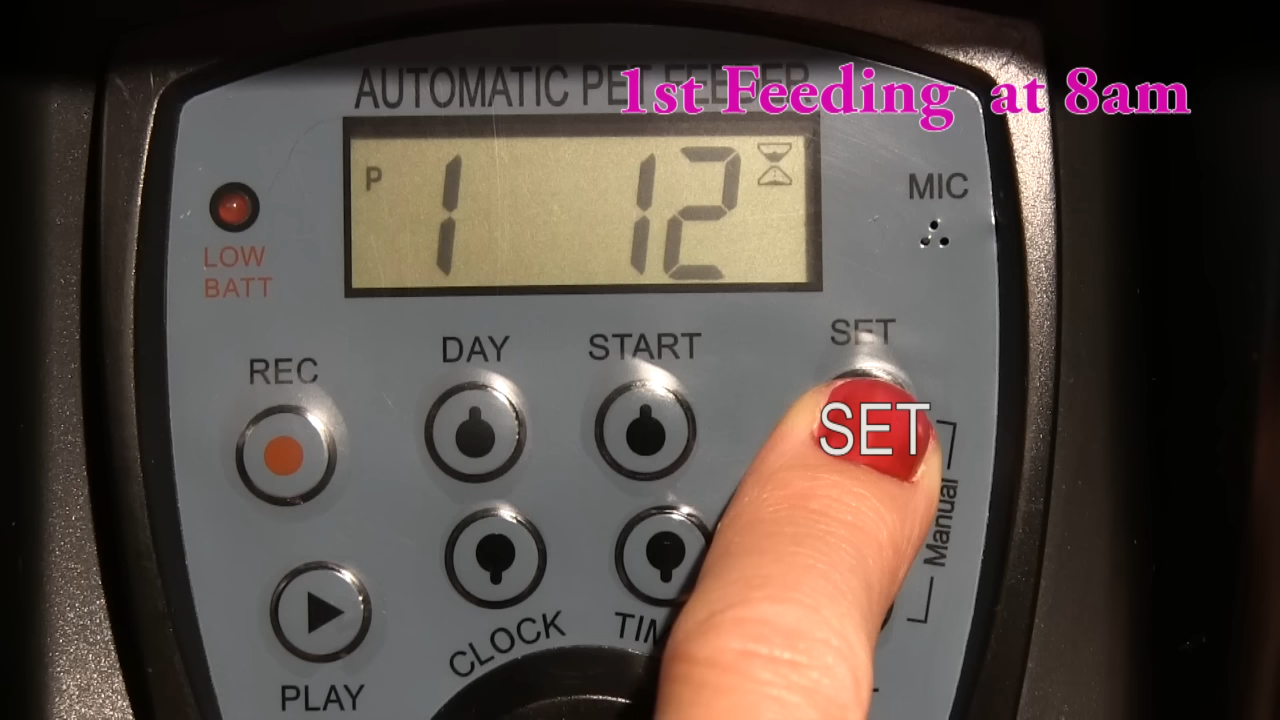 AUTOMATIC PET FEEDER
1st Feeding at 8am
P 1 12
MIC
LOW
BATT
SET
DAY
START
REC
SET
Manual
CLOCK
PLAY